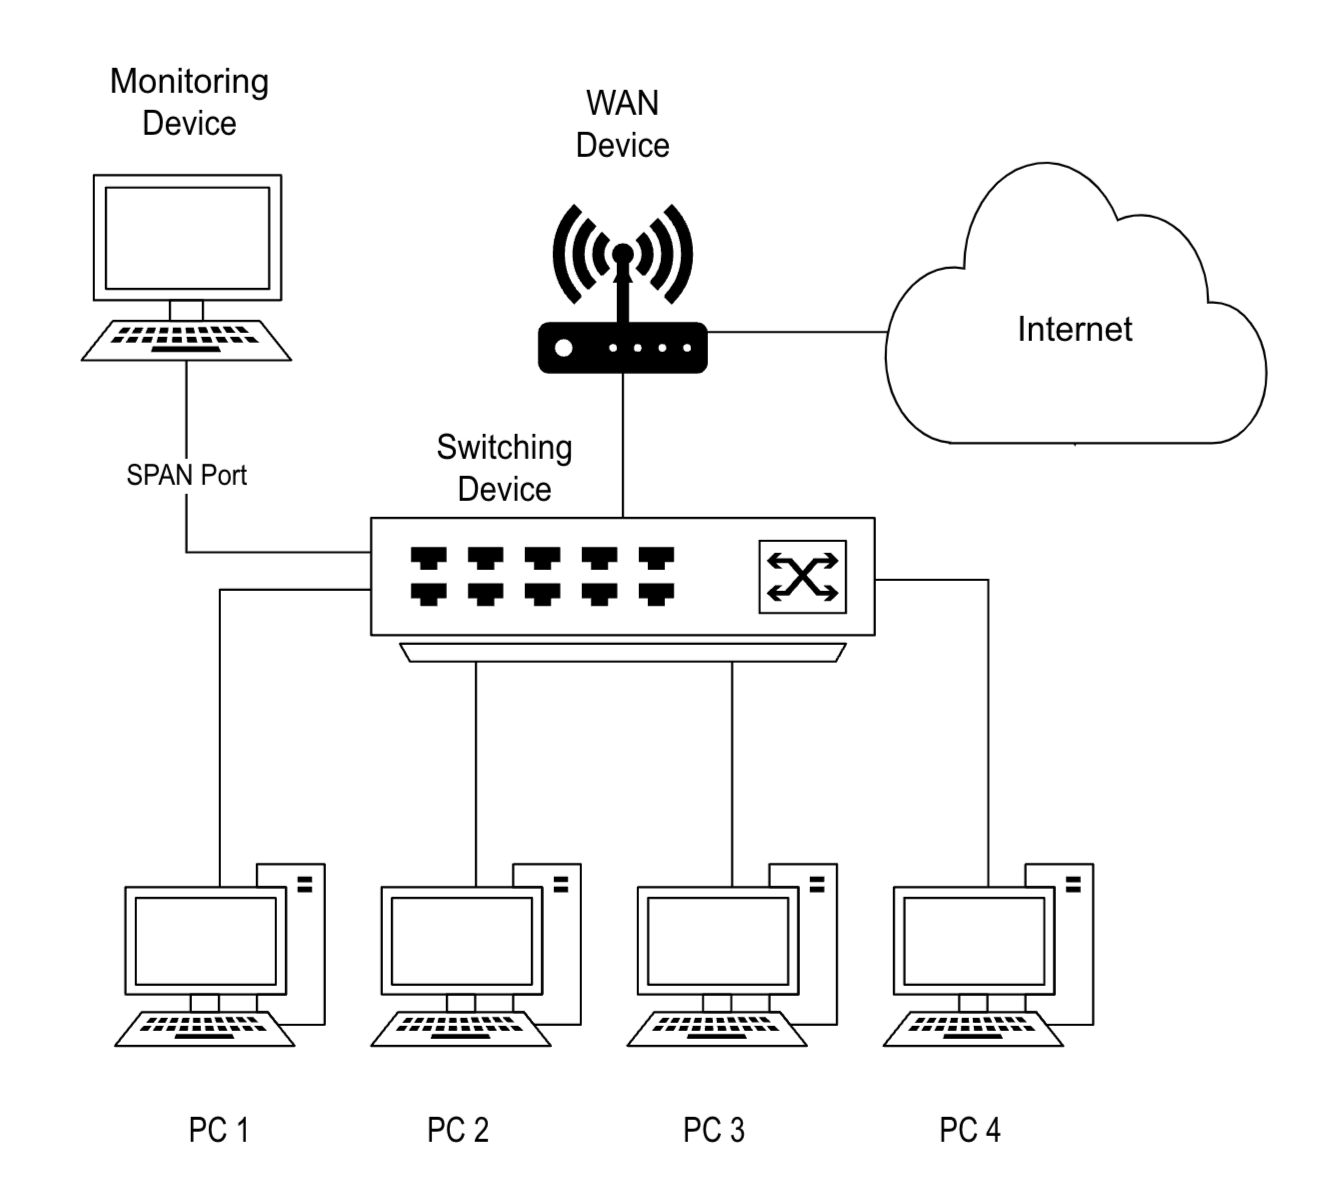 Monitoring
Device
WAN
Device
Internet
Switching
Device
SPAN Port
PC 1
PC 2
PC 3
PC 4